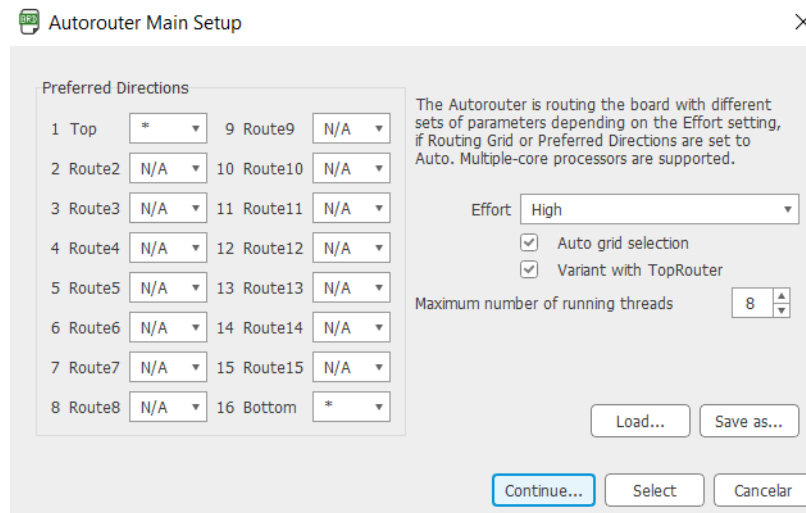 BRD
Autorouter Main Setup
Preferred Directions
1 Top * 9 Route9 N/A
2 Route2 N/A 10 Route10 N/A
3 Route3 N/A 11 Route11 N/A
4 Route4 N/A 12 Route12 N/A
5 Route5 N/A 13 Route13 N/A
6 Route6 N/A 14 Route14 N/A
7 Route7 N/A 15 Route15 N/A
8 Route8 N/A 16 Bottom *
The Autorouter is routing the board with different
sets of parameters depending on the Effort setting,
if Routing Grid or Preferred Directions are set to
Auto. Multiple-core processors are supported.
Effort High
Auto grid selection
Variant with TopRouter
Maximum number of running threads 8
Load... Save as...
Continue... Select Cancelar